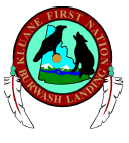 KLUANE FIRST NATION
BURWASH LANDING